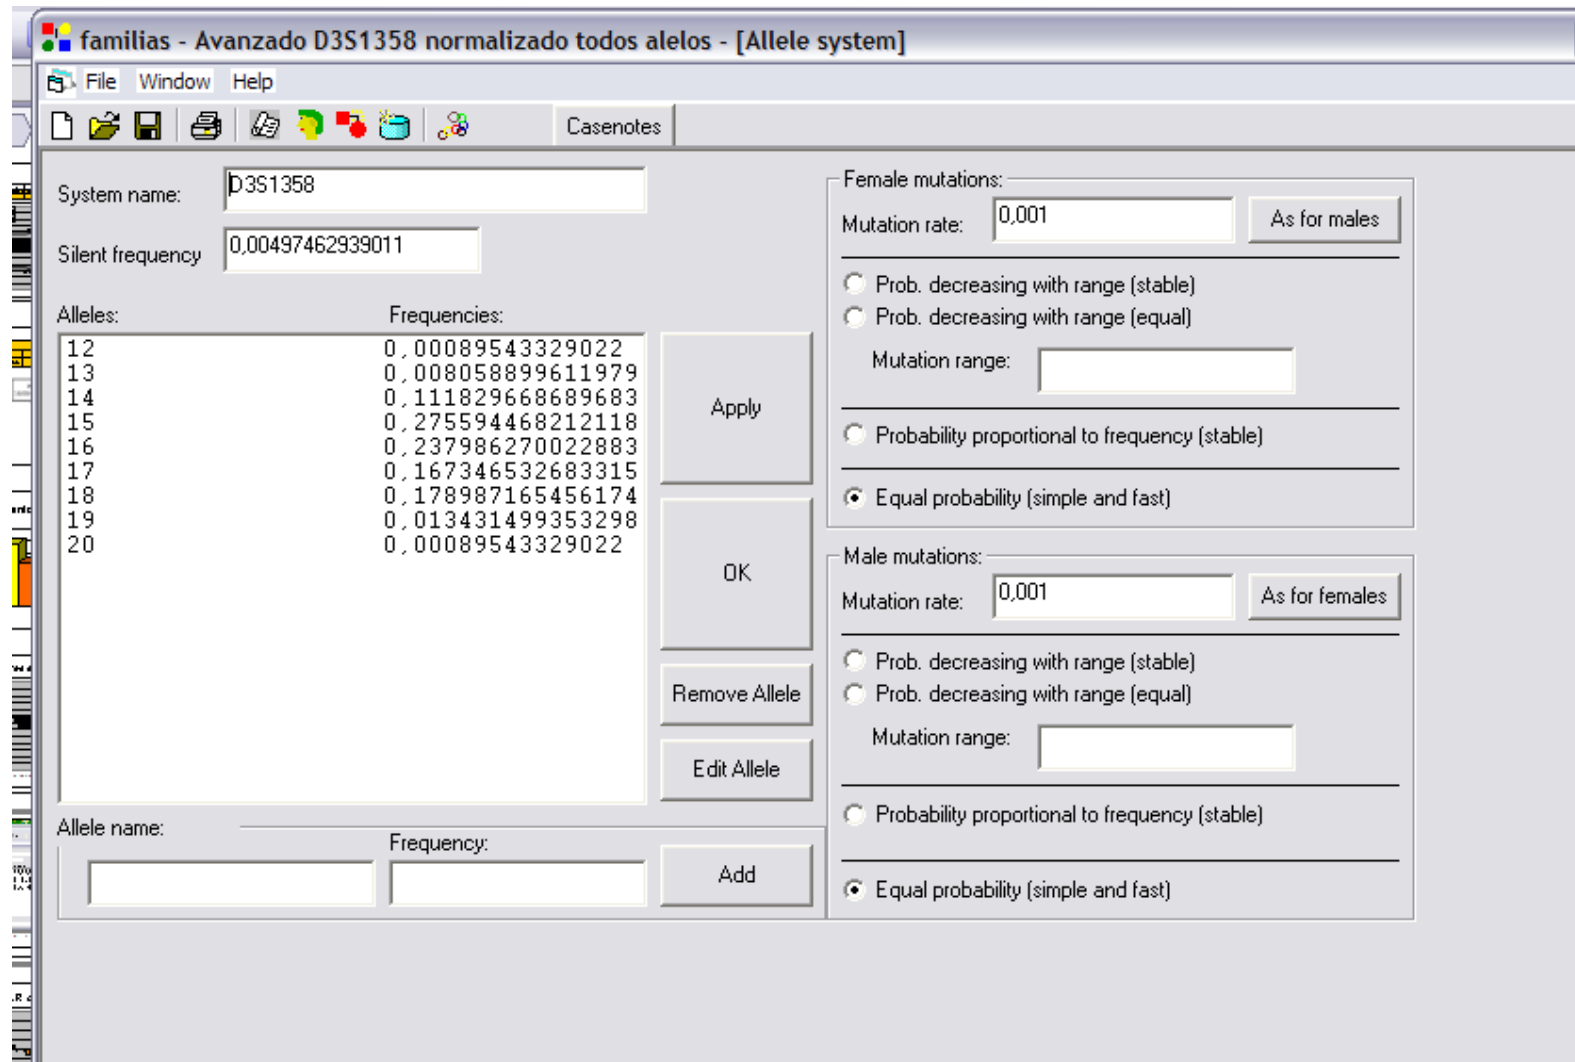 familias - Avanzado D3S1358 normalizado todos alelos - [Allele system]
File Window Help
Casenotes
System name: D3S1358
Silent frequency 0,00497462939011
Alleles: Frequencies:
12 0,00089543329022
13 0,008058899611979
14 0,111829668689683
15 0,275594468212118
16 0,237986270022883
17 0,167346532683315
18 0,178987165456174
19 0,013431499353298
20 0,00089543329022
Apply
OK
Remove Allele
Edit Allele
Allele name: Frequency:
Add
Female mutations:
Mutation rate: 0,001 As for males
Prob. decreasing with range (stable)
Prob. decreasing with range (equal)
Mutation range:
Probability proportional to frequency (stable)
Equal probability (simple and fast)
Male mutations:
Mutation rate: 0,001 As for females
Prob. decreasing with range (stable)
Prob. decreasing with range (equal)
Mutation range:
Probability proportional to frequency (stable)
Equal probability (simple and fast)